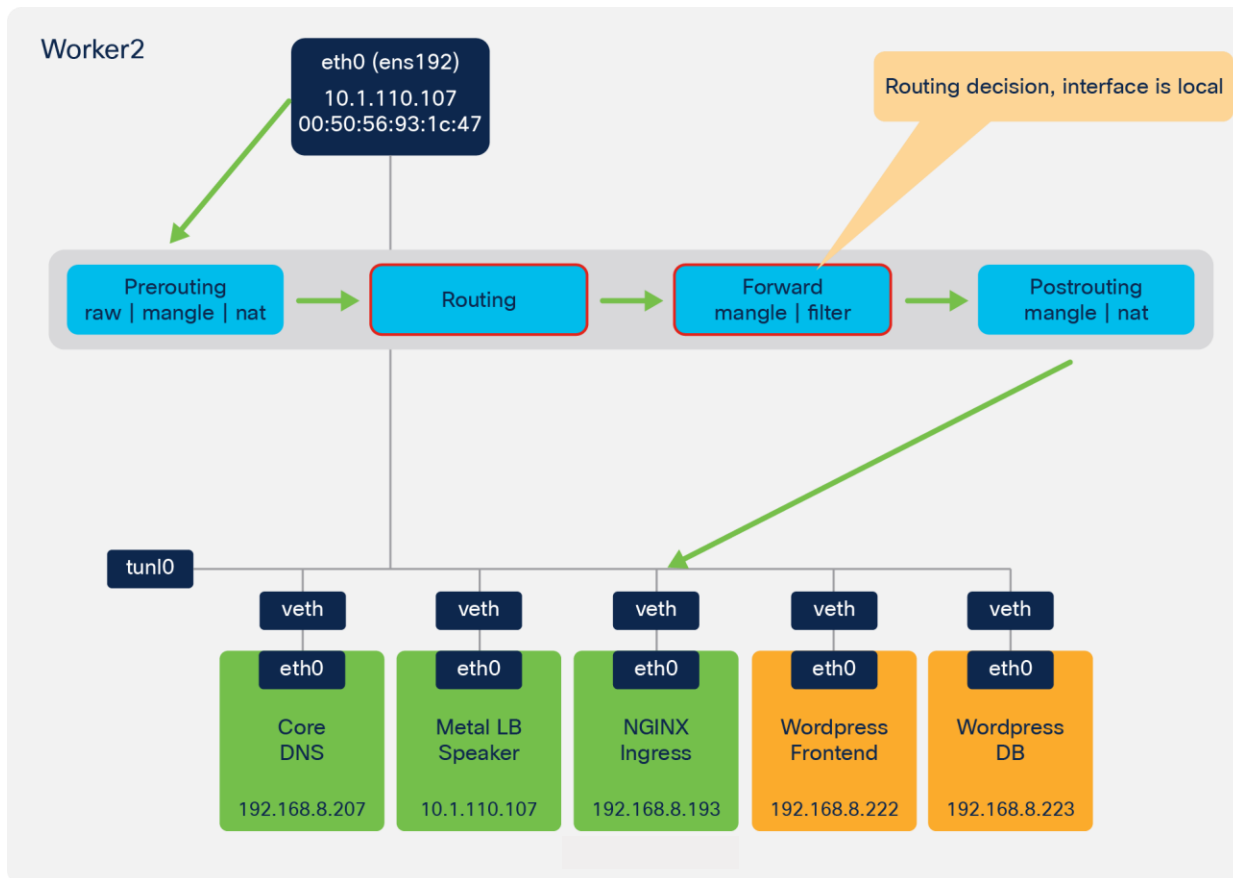 Worker2
eth0 (ens192)
10.1.110.107
00:50:56:93:1c:47
Routing decision, interface is local
Prerouting
raw | mangle | nat
Routing
Forward
mangle | filter
Postrouting
mangle | nat
tunl0
veth
veth
veth
veth
veth
eth0
eth0
eth0
eth0
eth0
Core
DNS
192.168.8.207
Metal LB
Speaker
10.1.110.107
NGINX
Ingress
192.168.8.193
Wordpress
Frontend
192.168.8.222
Wordpress
DB
192.168.8.223